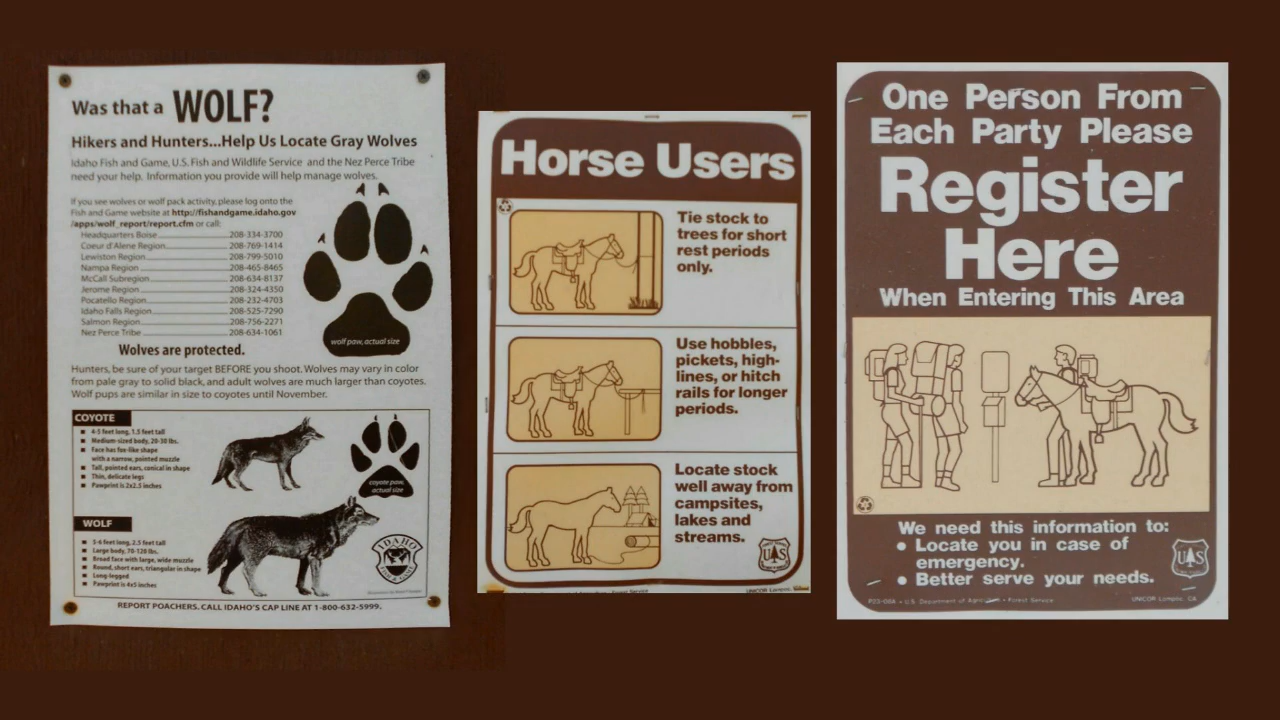 Was that a WOLF?
Hikers and Hunters...Help Us Locate Gray Wolves
Idaho Fish and Game, U.S. Fish and Wildlife Service and the Nez Perce Tribe
need your help. Information you provide will help manage wolves.
If you see wolves or wolf pack activity, please log onto the
Fish and Game website at http://fishandgame.idaho.gov
/apps/wolf_report/report.cfm or call:
Headquarters Boise 208-334-3700
Coeur d'Alene Region 208-769-1414
Lewiston Region 208-799-5010
Nampa Region 208-465-8465
McCall Subregion 208-634-8137
Jerome Region 208-324-4350
Pocatello Region 208-232-4703
Idaho Falls Region 208-525-7290
Salmon Region 208-756-2271
Nez Perce Tribe 208-634-1061
wolf paw, actual size
Wolves are protected.
Hunters, be sure of your target BEFORE you shoot. Wolves may vary in color
from pale gray to solid black, and adult wolves are much larger than coyotes.
Wolf pups are similar in size to coyotes until November.
COYOTE
4-5 feet long, 1.5 feet tall
Medium-sized body, 20-30 lbs.
Face has fox-like shape
with a narrow, pointed muzzle
Tall, pointed ears, conical in shape
Thin, delicate legs
Pawprint is 2x2.5 inches
coyote paw,
actual size
WOLF
5-6 feet long, 2.5 feet tall
Large body, 70-120 lbs.
Broad face with large, wide muzzle
Round, short ears, triangular in shape
Long-legged
Pawprint is 4x5 inches
IDAHO
FISH & GAME
REPORT POACHERS. CALL IDAHO'S CAP LINE AT 1-800-632-5999.
Horse Users
Tie stock to
trees for short
rest periods
only.
Use hobbles,
pickets, high-
lines, or hitch
rails for longer
periods.
Locate stock
well away from
campsites,
lakes and
streams.
U S
One Person From
Each Party Please
Register
Here
When Entering This Area
We need this information to:
• Locate you in case of
emergency.
• Better serve your needs.
U S
U.S. Department of Agriculture • Forest Service
UNICOR Lompoc, CA